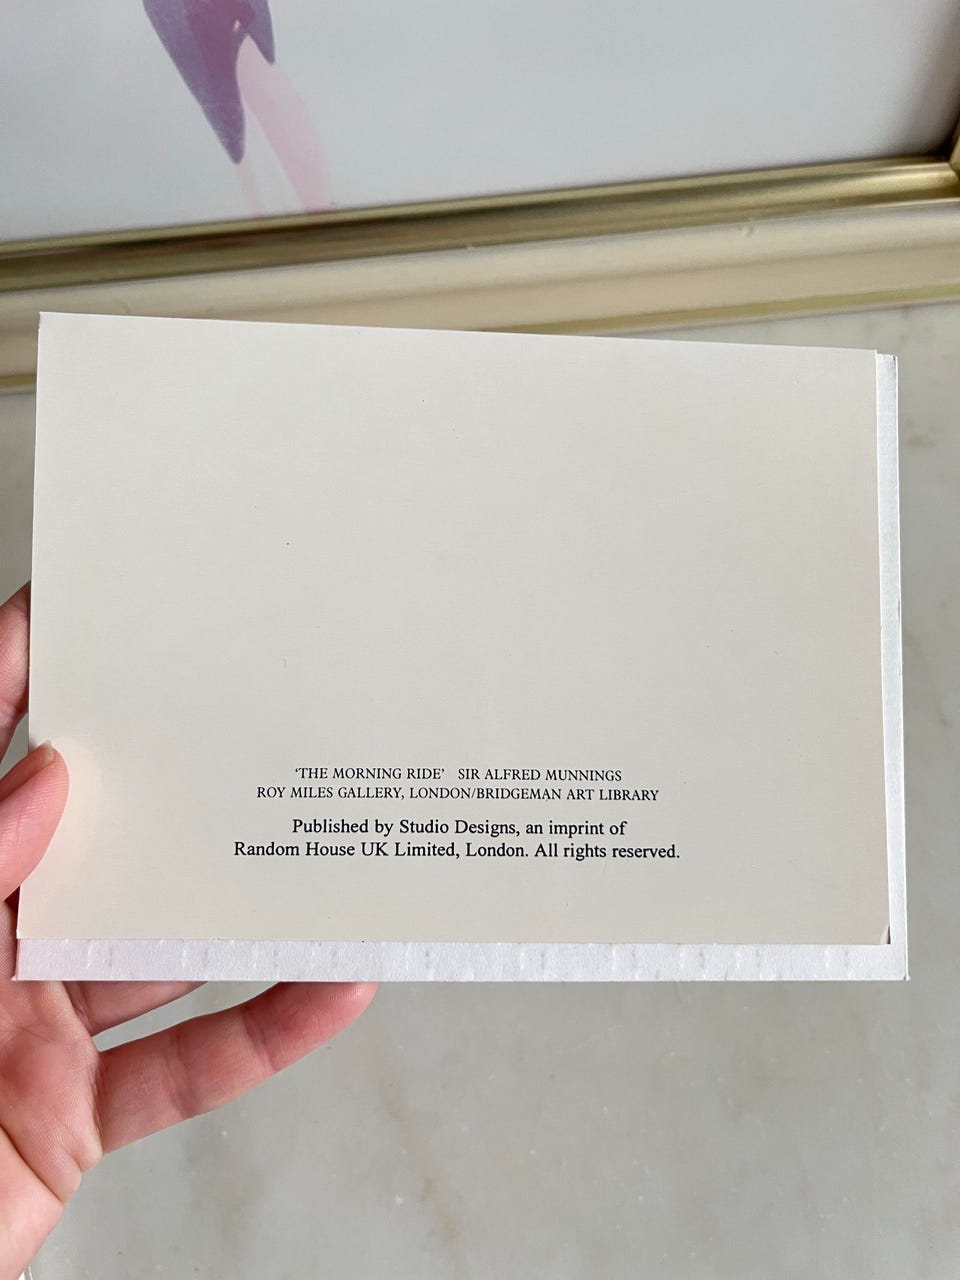 ‘THE MORNING RIDE’ SIR ALFRED MUNNINGS
ROY MILES GALLERY, LONDON/BRIDGEMAN ART LIBRARY
Published by Studio Designs, an imprint of
Random House UK Limited, London. All rights reserved.